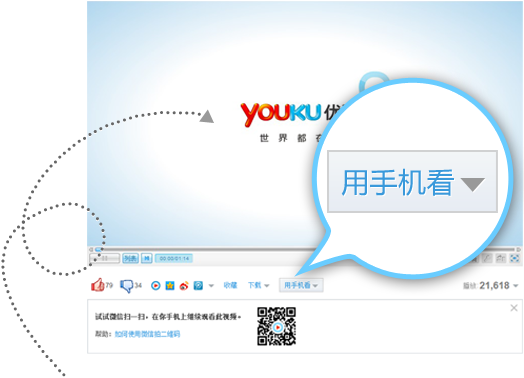 YOUKU 优
世界都在
用手机看
列表
00:00/01:14
79
34
收藏
下载
用手机看
播放: 21,618
试试微信扫一扫，在你手机上继续观看此视频。
帮助: 如何使用微信拍二维码